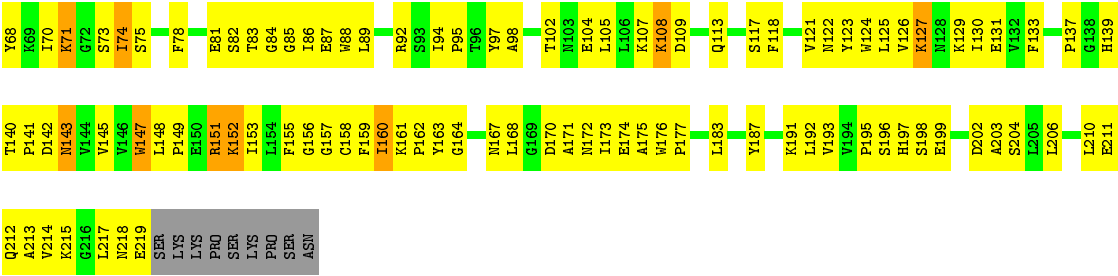 Y68 K69 I70 K71 G72 S73 I74 S75 F78 E81 S82 T83 G84 G85 I86 E87 W88 L89 R92 S93 I94 P95 T96 Y97 A98 T102 N103 E104 L105 L106 K107 K108 D109 Q113 S117 F118 V121 N122 Y123 W124 L125 V126 K127 N128 K129 I130 E131 V132 F133 P137 G138 H139
T140 P141 D142 N143 V144 V145 V146 W147 L148 P149 E150 R151 K152 I153 L154 F155 G156 G157 C158 F159 I160 K161 P162 Y163 G164 N167 L168 G169 D170 A171 N172 I173 E174 A175 W176 P177 L183 Y187 K191 L192 V193 V194 P195 S196 H197 S198 E199 D202 A203 S204 L205 L206 L210 E211
Q212 A213 V214 K215 G216 L217 N218 E219 SER LYS LYS PRO SER LYS PRO SER ASN